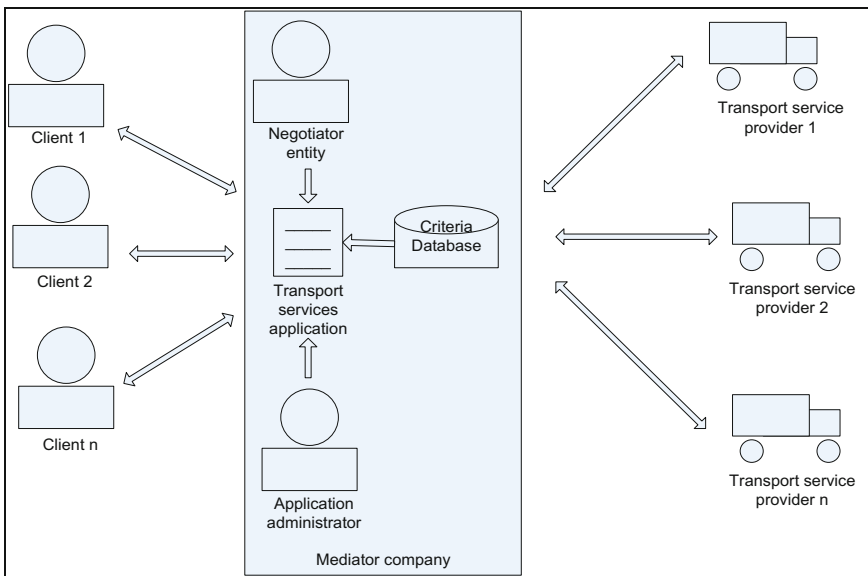 Client 1
Client 2
Client n
Negotiator
entity
Criteria
Database
Transport
services
application
Application
administrator
Mediator company
Transport service
provider 1
Transport service
provider 2
Transport service
provider n